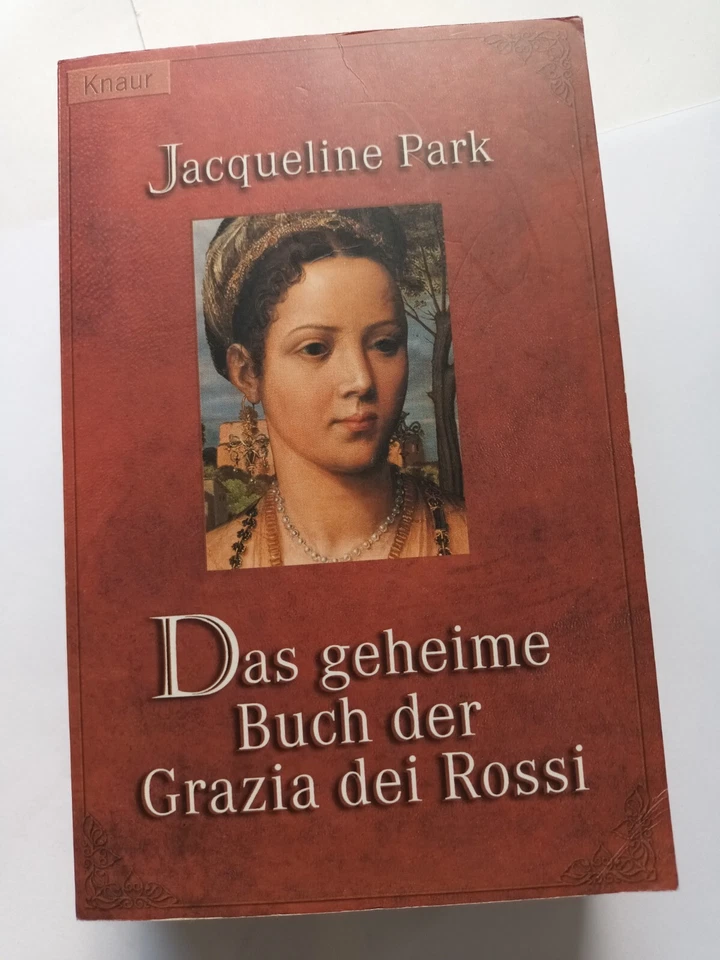 Knaur
Jacqueline Park
Das geheime
Buch der
Grazia dei Rossi